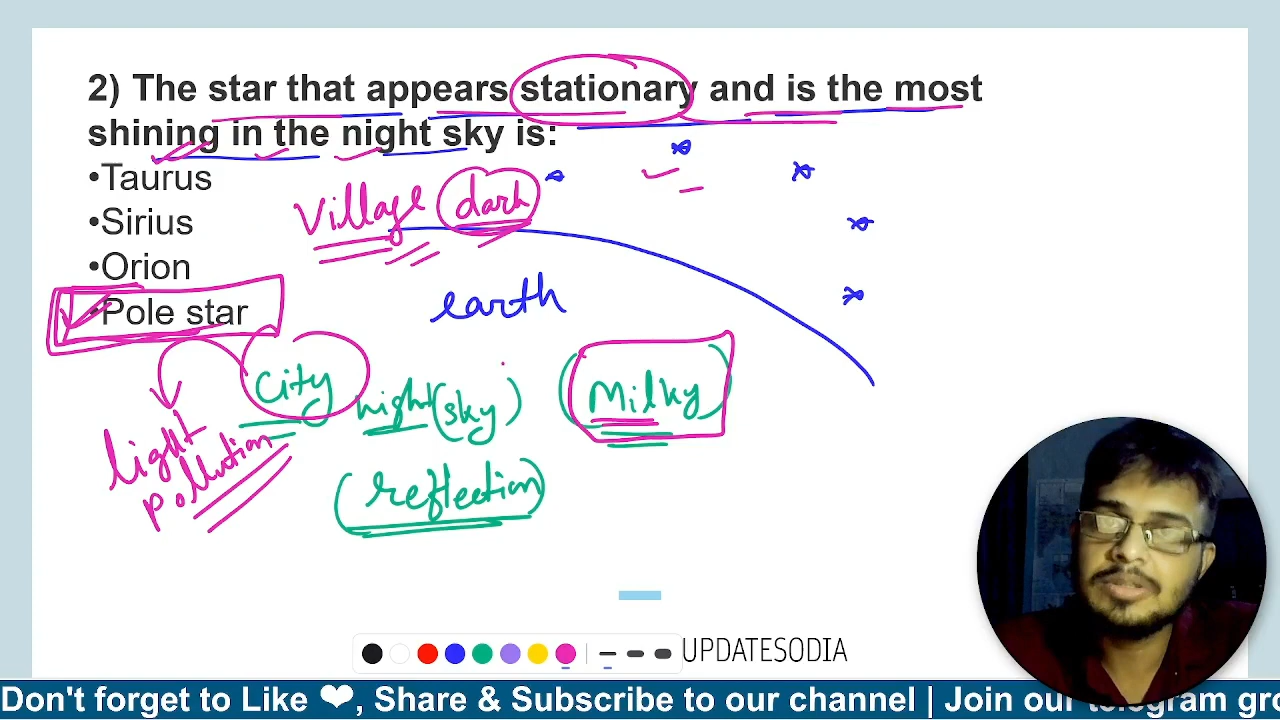 2) The star that appears stationary and is the most
shining in the night sky is:
•Taurus
•Sirius
•Orion
•Pole star
Village dark
earth
City night (sky) (Milky)
light pollution
(reflection)
UPDATESODIA
Don't forget to Like ❤, Share & Subscribe to our channel | Join our telegram gro